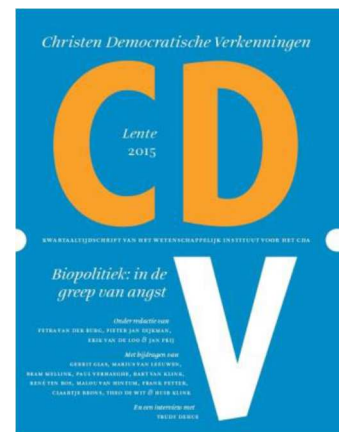 Christen Democratische Verkenningen
CD
Lente
2015
KWARTAALTIJDSCHRIFT VAN HET WETENSCHAPPELIJK INSTITUUT VOOR HET CDA
V
Biopolitiek: in de
greep van angst
Onder redactie van
PETRA VAN DER BURG, PIETER JAN DIJKMAN,
ERIK VAN DE LOO & JAN PRIJ
Met bijdragen van
GERRIT GLAS, MARIUS VAN LEEUWEN,
BRAM MELLINK, PAUL VERHAEGHE, BART VAN KLINK,
RENÉ TEN BOS, MALOU VAN HINTUM, FRANK PETTER,
CLAARTJE BRONS, THEO DE WIT & HUIB KLINK
En een interview met
TRUDY DEHUE